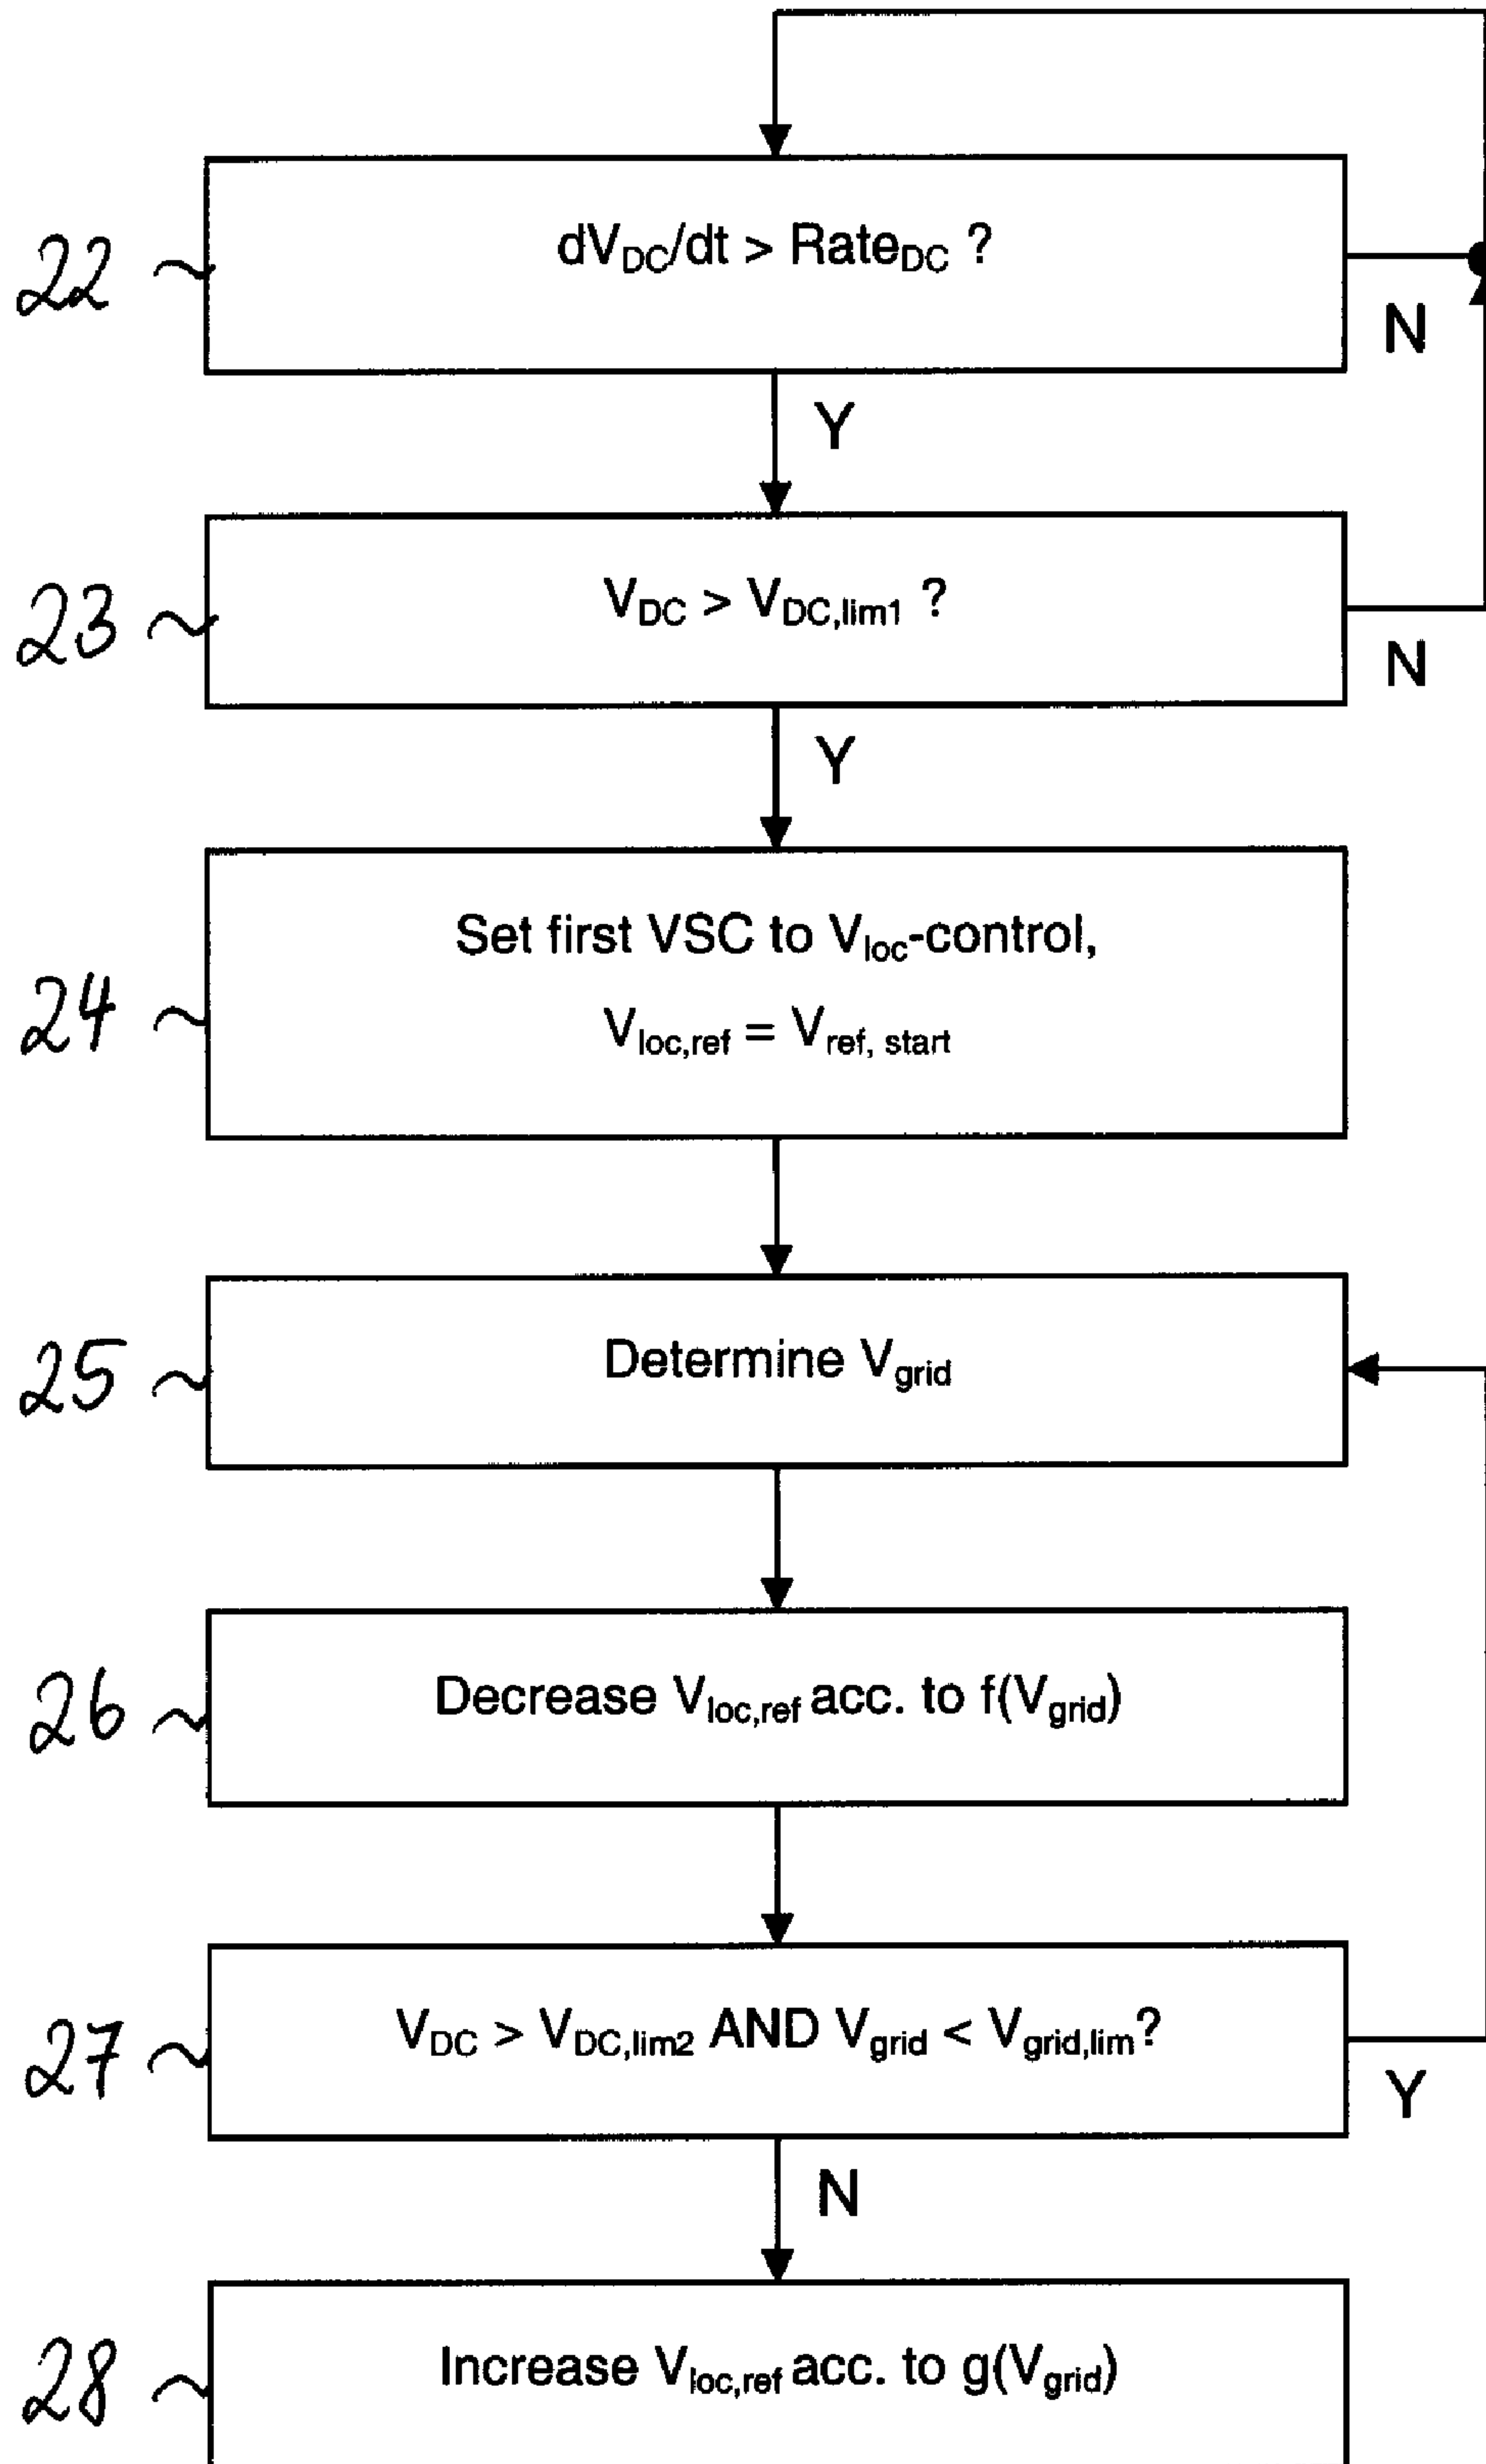 22
dV_DC/dt > Rate_DC ?
N
Y
23
V_DC > V_DC,lim1 ?
N
Y
24
Set first VSC to V_loc-control,
V_loc,ref = V_ref, start
25
Determine V_grid
26
Decrease V_loc,ref acc. to f(V_grid)
27
V_DC > V_DC,lim2 AND V_grid < V_grid,lim?
Y
N
28
Increase V_loc,ref acc. to g(V_grid)